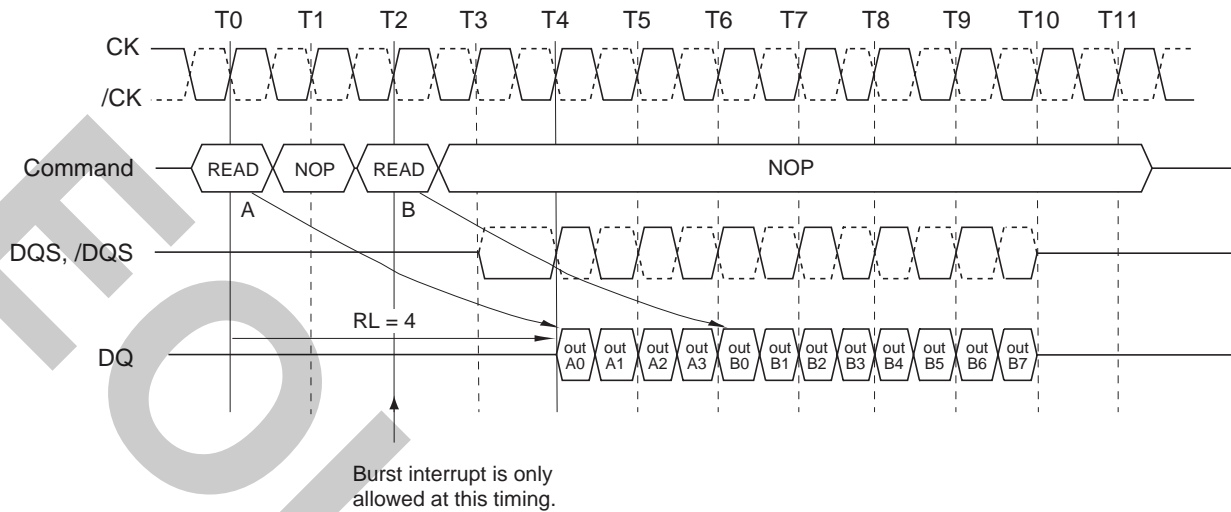 T0 T1 T2 T3 T4 T5 T6 T7 T8 T9 T10 T11
CK
/CK
Command READ NOP READ NOP
A B
DQS, /DQS
RL = 4
DQ
out A0 out A1 out A2 out A3 out B0 out B1 out B2 out B3 out B4 out B5 out B6 out B7
Burst interrupt is only
allowed at this timing.